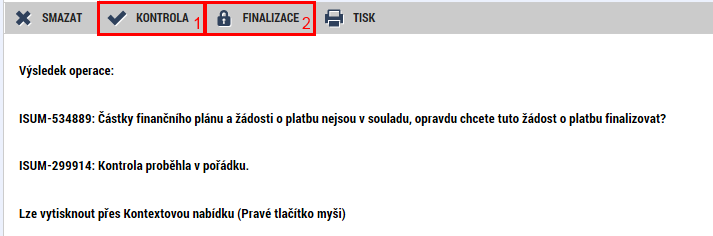 SMAZAT KONTROLA 1 FINALIZACE 2 TISK
Výsledek operace:
ISUM-534889: Částky finančního plánu a žádosti o platbu nejsou v souladu, opravdu chcete tuto žádost o platbu finalizovat?
ISUM-299914: Kontrola proběhla v pořádku.
Lze vytisknout přes Kontextovou nabídku (Pravé tlačítko myši)